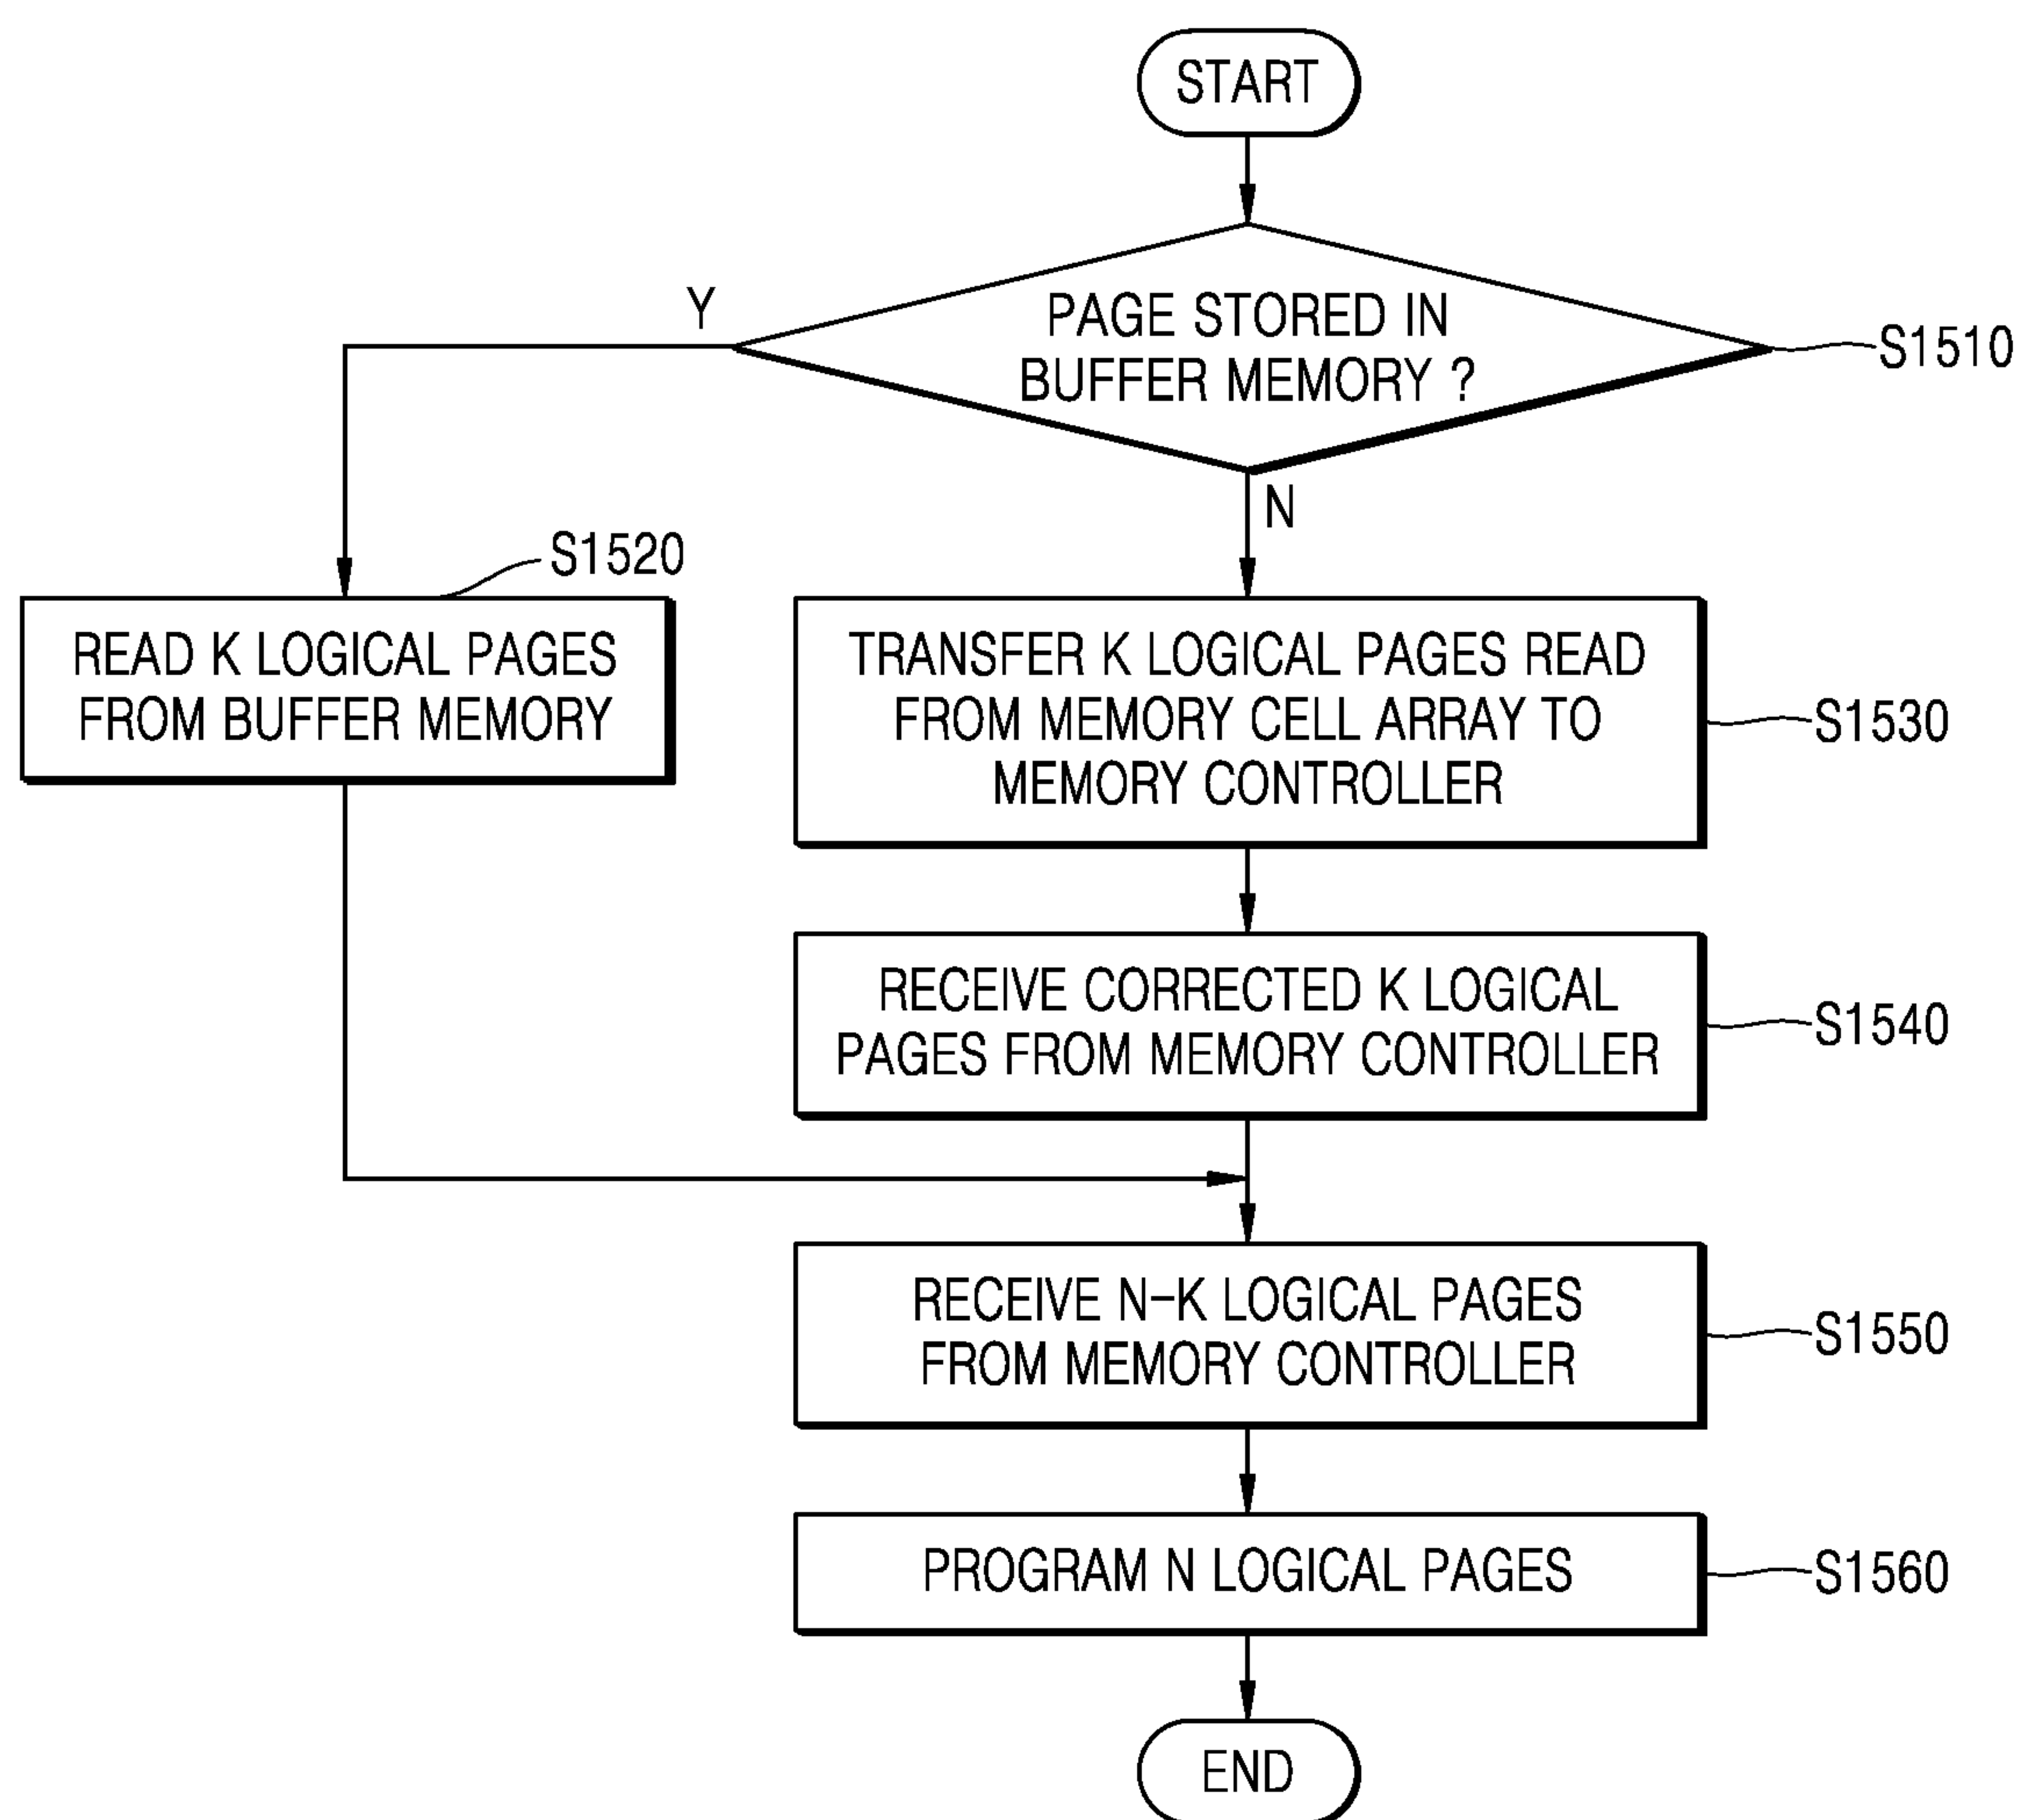 START
Y
PAGE STORED IN
BUFFER MEMORY ?
S1510
N
S1520
READ K LOGICAL PAGES
FROM BUFFER MEMORY
TRANSFER K LOGICAL PAGES READ
FROM MEMORY CELL ARRAY TO
MEMORY CONTROLLER
S1530
RECEIVE CORRECTED K LOGICAL
PAGES FROM MEMORY CONTROLLER
S1540
RECEIVE N-K LOGICAL PAGES
FROM MEMORY CONTROLLER
S1550
PROGRAM N LOGICAL PAGES
S1560
END